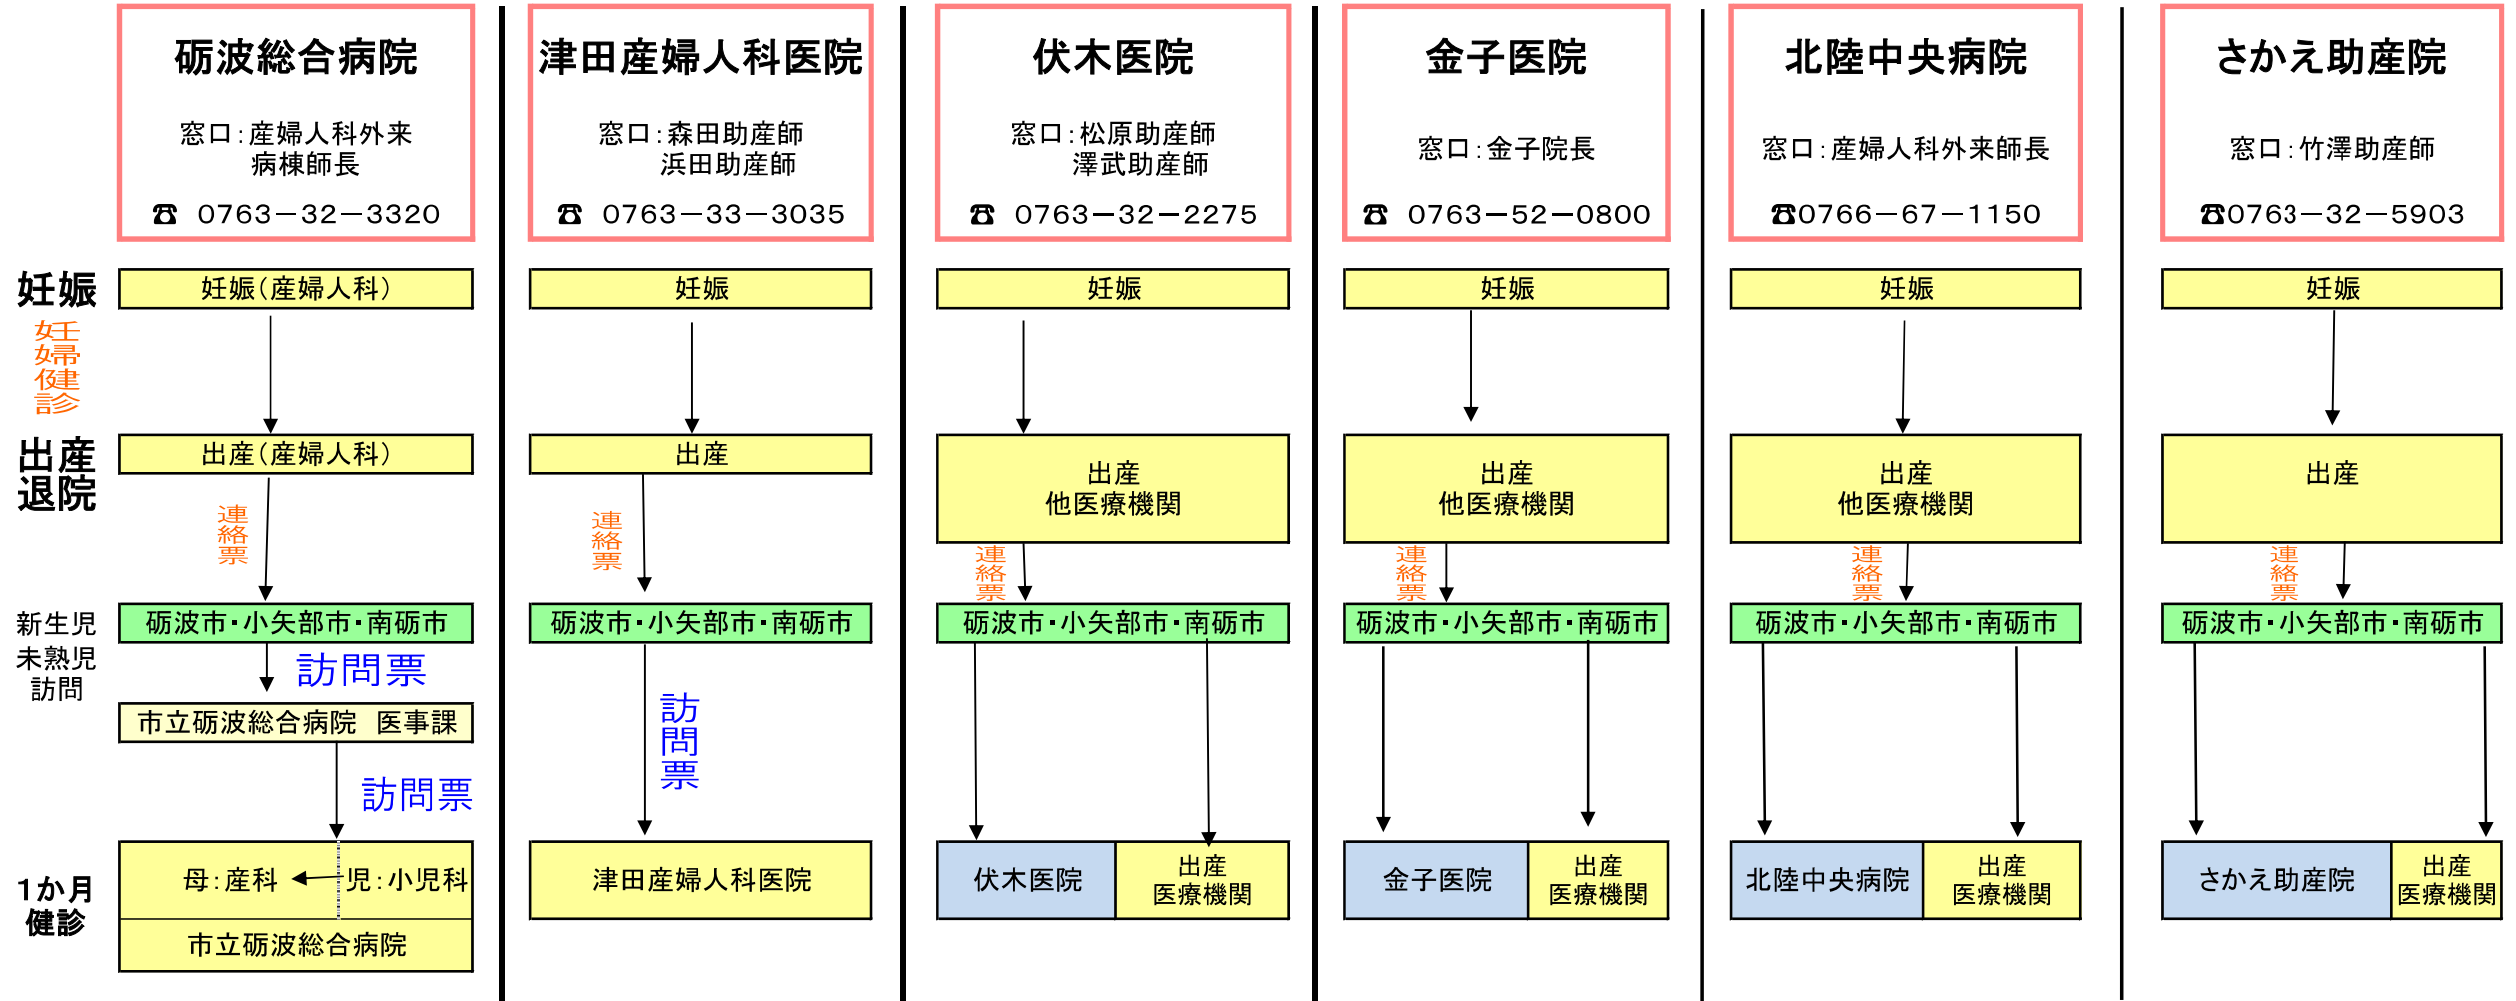 砺波総合病院
窓口：産婦人科外来
病棟師長
☎ 0763－32－3320
津田産婦人科医院
窓口：森田助産師
浜田助産師
☎ 0763－33－3035
伏木医院
窓口：松原助産師
澤武助産師
☎ 0763－32－2275
金子医院
窓口：金子院長
☎ 0763－52－0800
北陸中央病院
窓口：産婦人科外来師長
☎0766－67－1150
さかえ助産院
窓口：竹澤助産師
☎0763－32－5903
妊娠
妊娠（産婦人科）
妊娠
妊娠
妊娠
妊娠
妊娠
妊婦健診
出産
退院
出産（産婦人科）
出産
出産
他医療機関
出産
他医療機関
出産
他医療機関
出産
連絡票
連絡票
連絡票
連絡票
連絡票
連絡票
新生児
未熟児
訪問
砺波市・小矢部市・南砺市
砺波市・小矢部市・南砺市
砺波市・小矢部市・南砺市
砺波市・小矢部市・南砺市
砺波市・小矢部市・南砺市
砺波市・小矢部市・南砺市
訪問票
市立砺波総合病院　医事課
訪問票
訪問票
1か月
健診
母：産科
児：小児科
市立砺波総合病院
津田産婦人科医院
伏木医院
出産
医療機関
金子医院
出産
医療機関
北陸中央病院
出産
医療機関
さかえ助産院
出産
医療機関